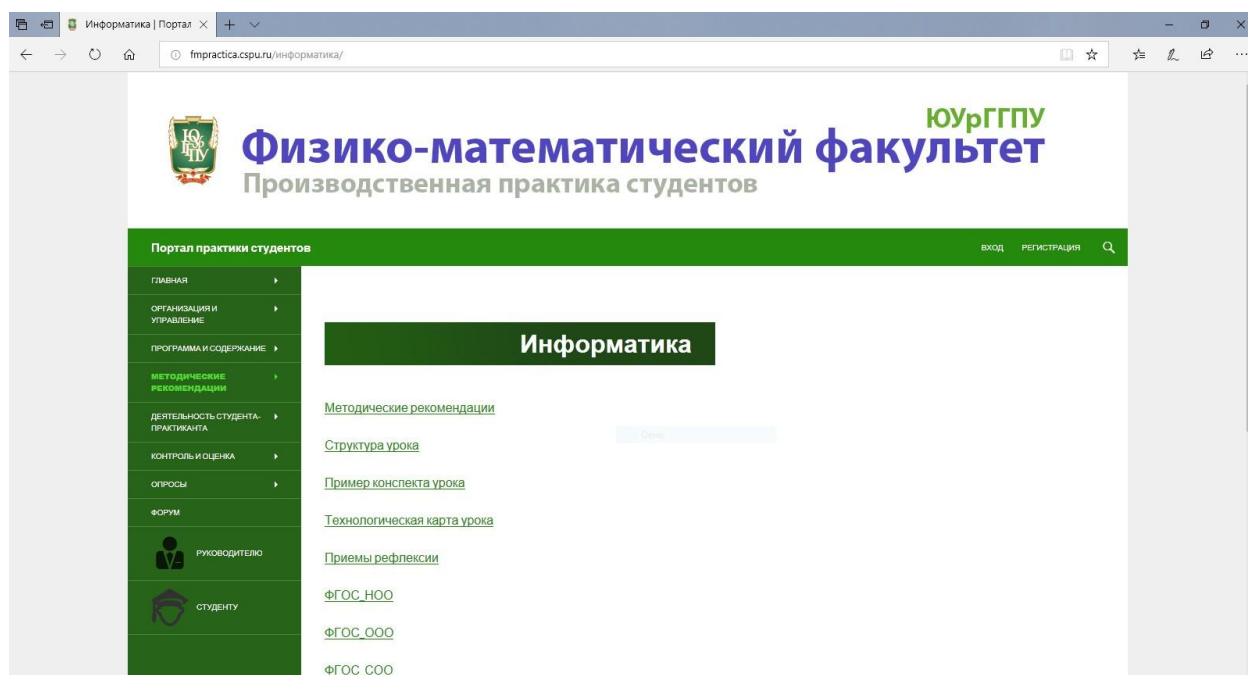 Информатика | Портал
fmpractica.cspu.ru/информатика/
ЮУрГГПУ
Физико-математический факультет
Производственная практика студентов
Портал практики студентов
ВХОД РЕГИСТРАЦИЯ
ГЛАВНАЯ
ОРГАНИЗАЦИЯ И
УПРАВЛЕНИЕ
ПРОГРАММА И СОДЕРЖАНИЕ
МЕТОДИЧЕСКИЕ
РЕКОМЕНДАЦИИ
ДЕЯТЕЛЬНОСТЬ СТУДЕНТА-
ПРАКТИКАНТА
КОНТРОЛЬ И ОЦЕНКА
ОПРОСЫ
ФОРУМ
РУКОВОДИТЕЛЮ
СТУДЕНТУ
Информатика
Методические рекомендации
Структура урока
Пример конспекта урока
Технологическая карта урока
Приемы рефлексии
ФГОС_НОО
ФГОС_ООО
ФГОС_СОО